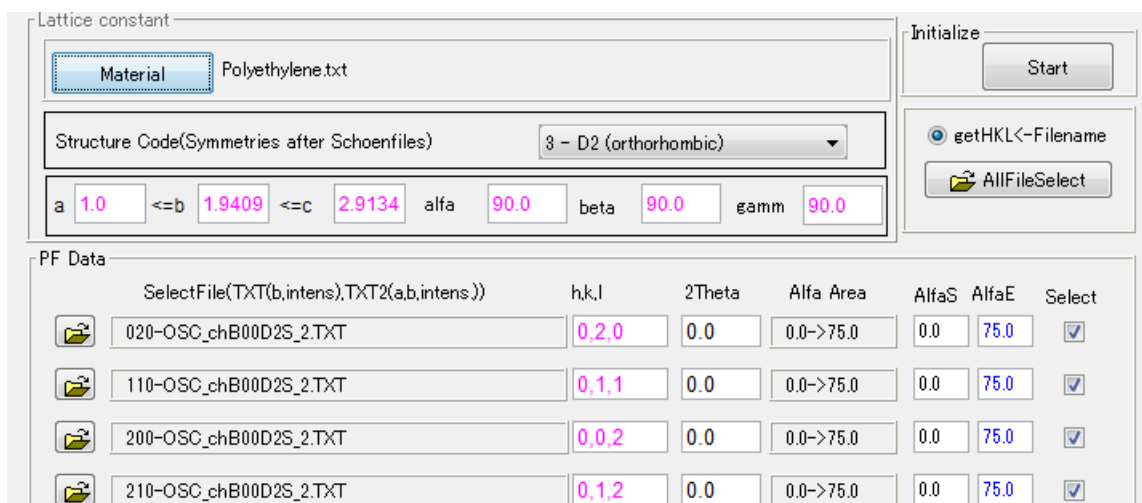 Lattice constant
Initialize
Material Polyethylene.txt
Start
Structure Code(Symmetries after Schoenfiles) 3 - D2 (orthorhombic)
getHKL<-Filename
AllFileSelect
a 1.0 <=b 1.9409 <=c 2.9134 alfa 90.0 beta 90.0 gamm 90.0
PF Data
SelectFile(TXT(b,intens),TXT2(a,b,intens.)) h,k,l 2Theta Alfa Area AlfaS AlfaE Select
020-OSC_chB00D2S_2.TXT 0,2,0 0.0 0.0->75.0 0.0 75.0
110-OSC_chB00D2S_2.TXT 0,1,1 0.0 0.0->75.0 0.0 75.0
200-OSC_chB00D2S_2.TXT 0,0,2 0.0 0.0->75.0 0.0 75.0
210-OSC_chB00D2S_2.TXT 0,1,2 0.0 0.0->75.0 0.0 75.0